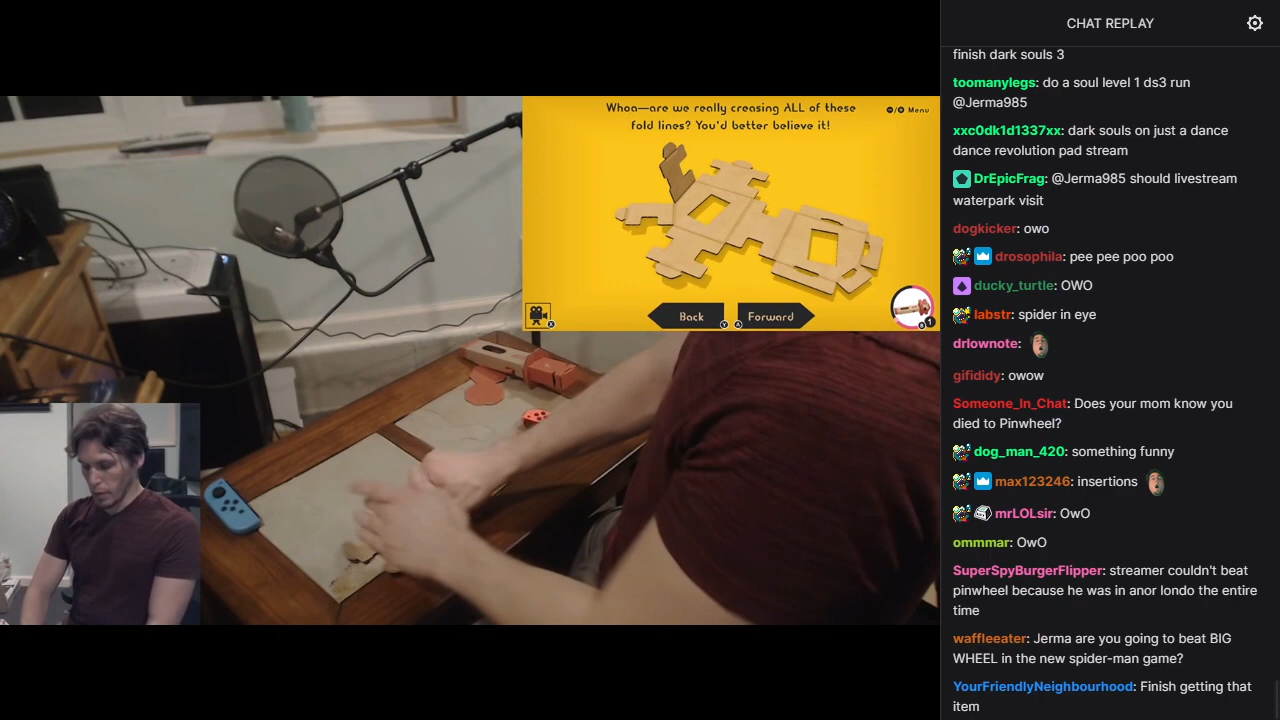 Whoa—are we really creasing ALL of these
fold lines? You'd better believe it!
-/+ Menu
Back
Y
A
Forward
X
B
1
CHAT REPLAY
finish dark souls 3
toomanylegs: do a soul level 1 ds3 run
@Jerma985
xxc0dk1d1337xx: dark souls on just a dance
dance revolution pad stream
DrEpicFrag: @Jerma985 should livestream
waterpark visit
dogkicker: owo
drosophila: pee pee poo poo
ducky_turtle: OWO
labstr: spider in eye
drlownote:
gifididy: owow
Someone_In_Chat: Does your mom know you
died to Pinwheel?
dog_man_420: something funny
max123246: insertions
mrLOLsir: OwO
ommmar: OwO
SuperSpyBurgerFlipper: streamer couldn't beat
pinwheel because he was in anor londo the entire
time
waffleeater: Jerma are you going to beat BIG
WHEEL in the new spider-man game?
YourFriendlyNeighbourhood: Finish getting that
item